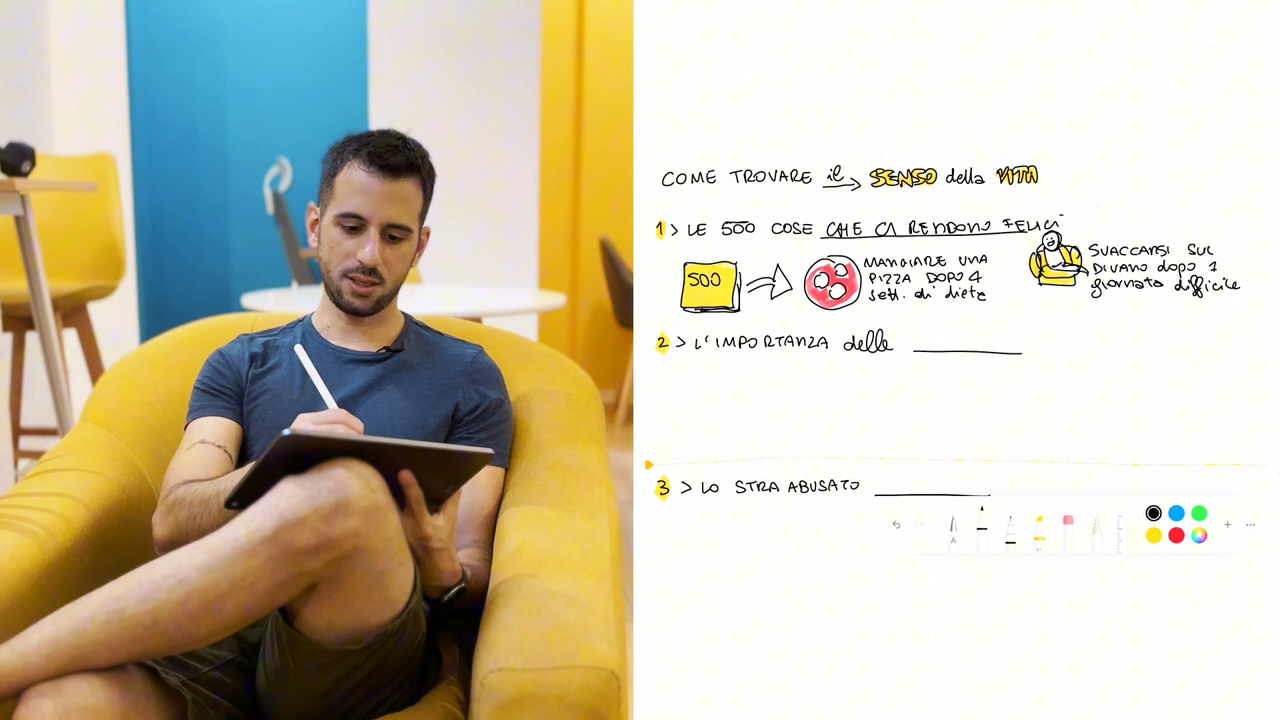 COME TROVARE il SENSO della VITA
1> LE 500 COSE CHE CI RENDONO FELICI
500
MANGIARE UNA
PIZZA DOPO 4
sett. di dieta
SVACCARSI SUL
DIVANO dopo 1
giornata difficile
2> L'IMPORTANZA delle
3> LO STRA ABUSATO
A